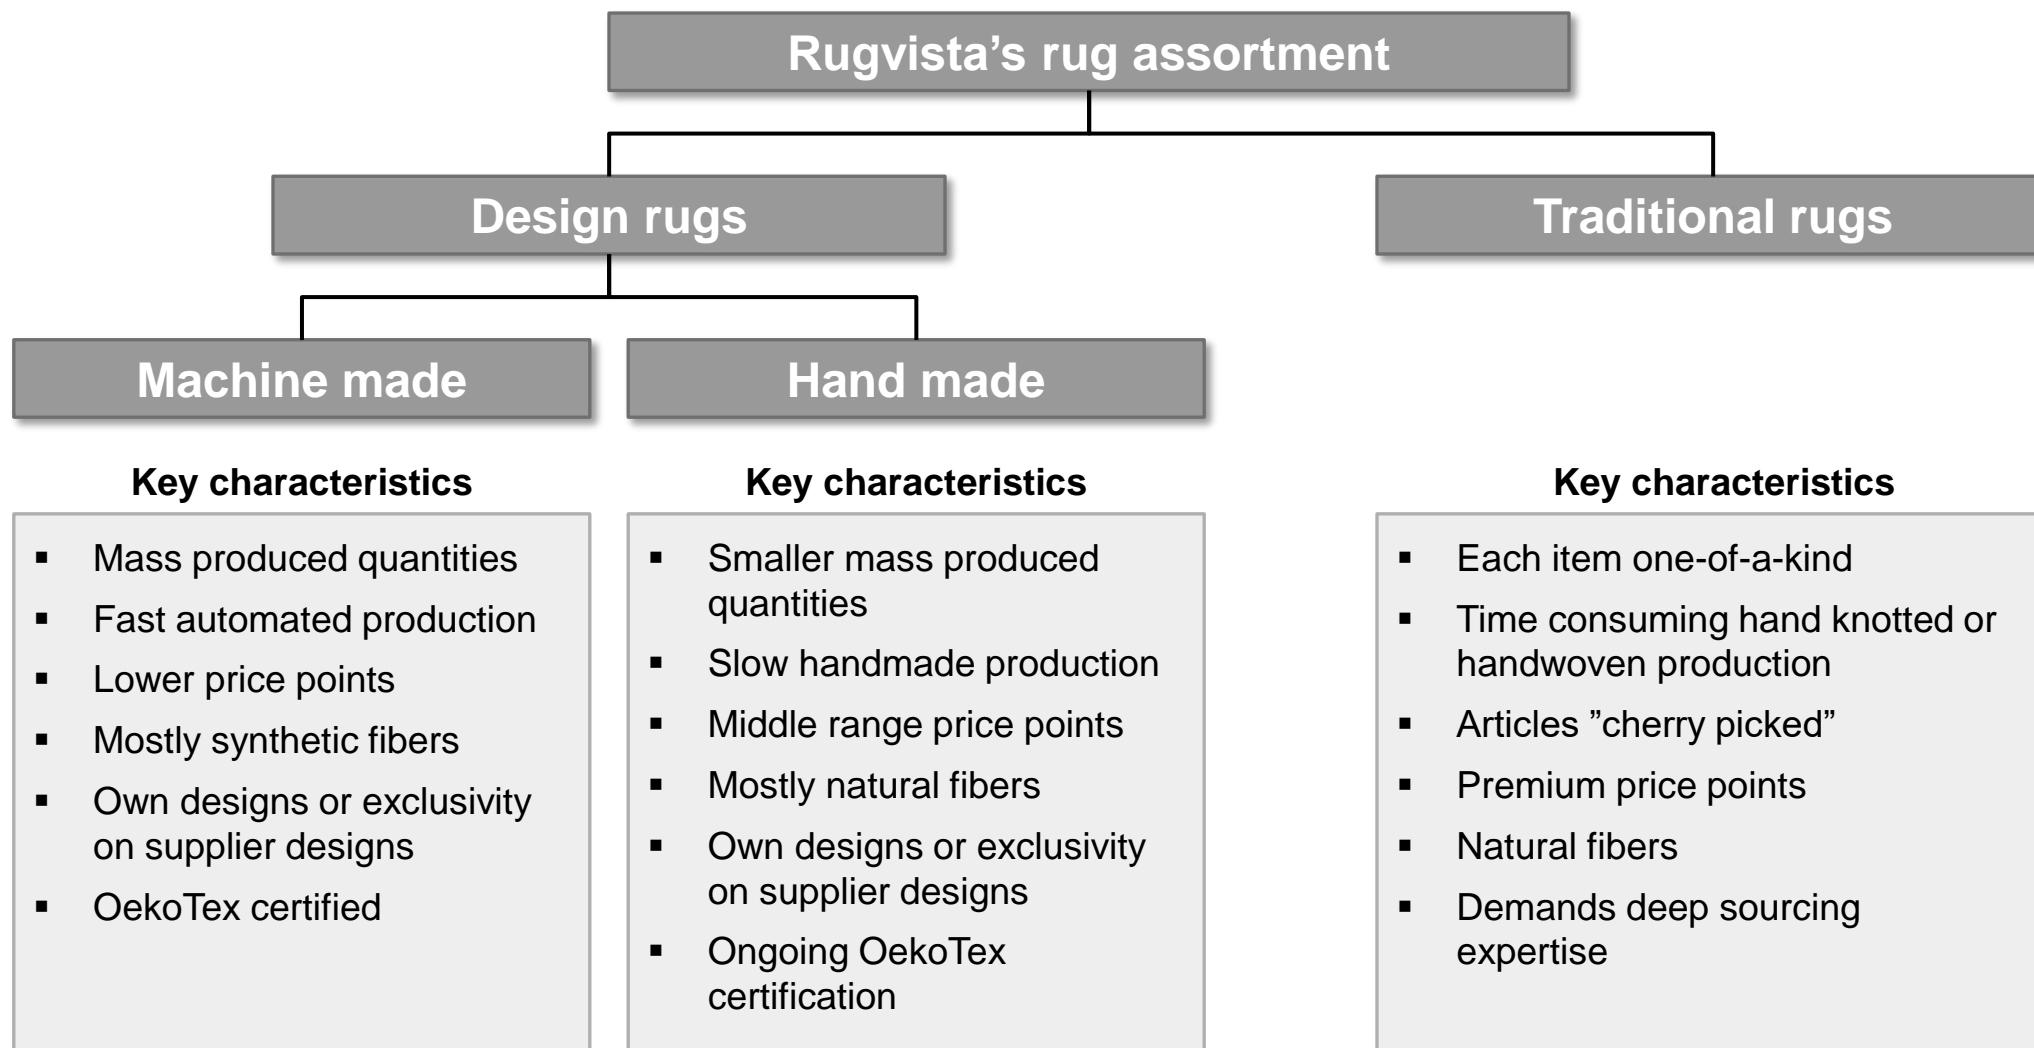 Rugvista’s rug assortment
Design rugs
Traditional rugs
Machine made
Hand made
Key characteristics
▪ Mass produced quantities
▪ Fast automated production
▪ Lower price points
▪ Mostly synthetic fibers
▪ Own designs or exclusivity
on supplier designs
▪ OekoTex certified
Key characteristics
▪ Smaller mass produced
quantities
▪ Slow handmade production
▪ Middle range price points
▪ Mostly natural fibers
▪ Own designs or exclusivity
on supplier designs
▪ Ongoing OekoTex
certification
Key characteristics
▪ Each item one-of-a-kind
▪ Time consuming hand knotted or
handwoven production
▪ Articles ”cherry picked”
▪ Premium price points
▪ Natural fibers
▪ Demands deep sourcing
expertise